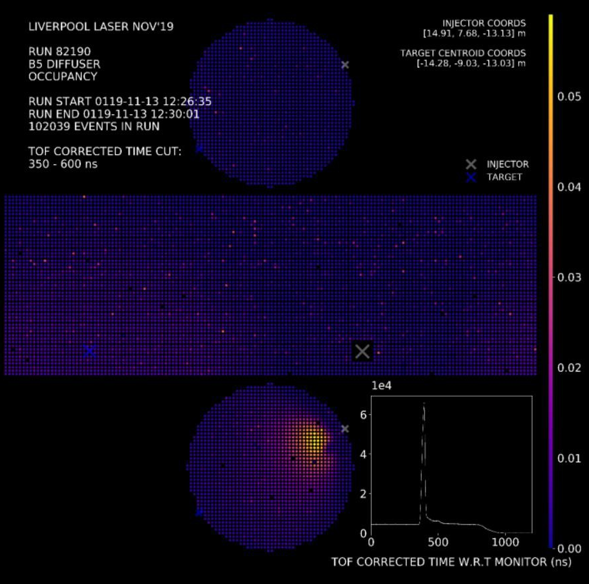 LIVERPOOL LASER NOV'19
RUN 82190
B5 DIFFUSER
OCCUPANCY
RUN START 0119-11-13 12:26:35
RUN END 0119-11-13 12:30:01
102039 EVENTS IN RUN
TOF CORRECTED TIME CUT:
350 - 600 ns
INJECTOR COORDS
[14.91, 7.68, -13.13] m
TARGET CENTROID COORDS
[-14.28, -9.03, -13.03] m
INJECTOR
TARGET
0.05
0.04
0.03
0.02
0.01
0.00
1e4
6
4
2
0
0 500 1000
TOF CORRECTED TIME W.R.T MONITOR (ns)